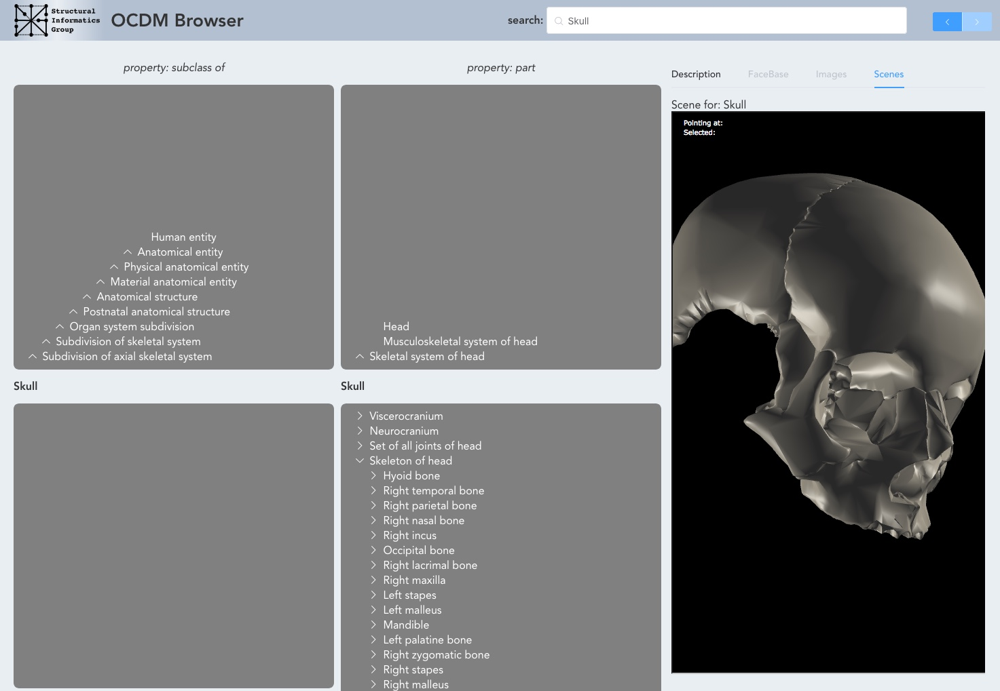 Structural
Informatics
Group
OCDM Browser
search:
Skull
property: subclass of
Human entity
Anatomical entity
Physical anatomical entity
Material anatomical entity
Anatomical structure
Postnatal anatomical structure
Organ system subdivision
Subdivision of skeletal system
Subdivision of axial skeletal system
Skull
property: part
Head
Musculoskeletal system of head
Skeletal system of head
Skull
Viscerocranium
Neurocranium
Set of all joints of head
Skeleton of head
Hyoid bone
Right temporal bone
Right parietal bone
Right nasal bone
Right incus
Occipital bone
Right lacrimal bone
Right maxilla
Left stapes
Left malleus
Mandible
Left palatine bone
Right zygomatic bone
Right stapes
Right malleus
Description FaceBase Images Scenes
Scene for: Skull
Pointing at:
Selected: